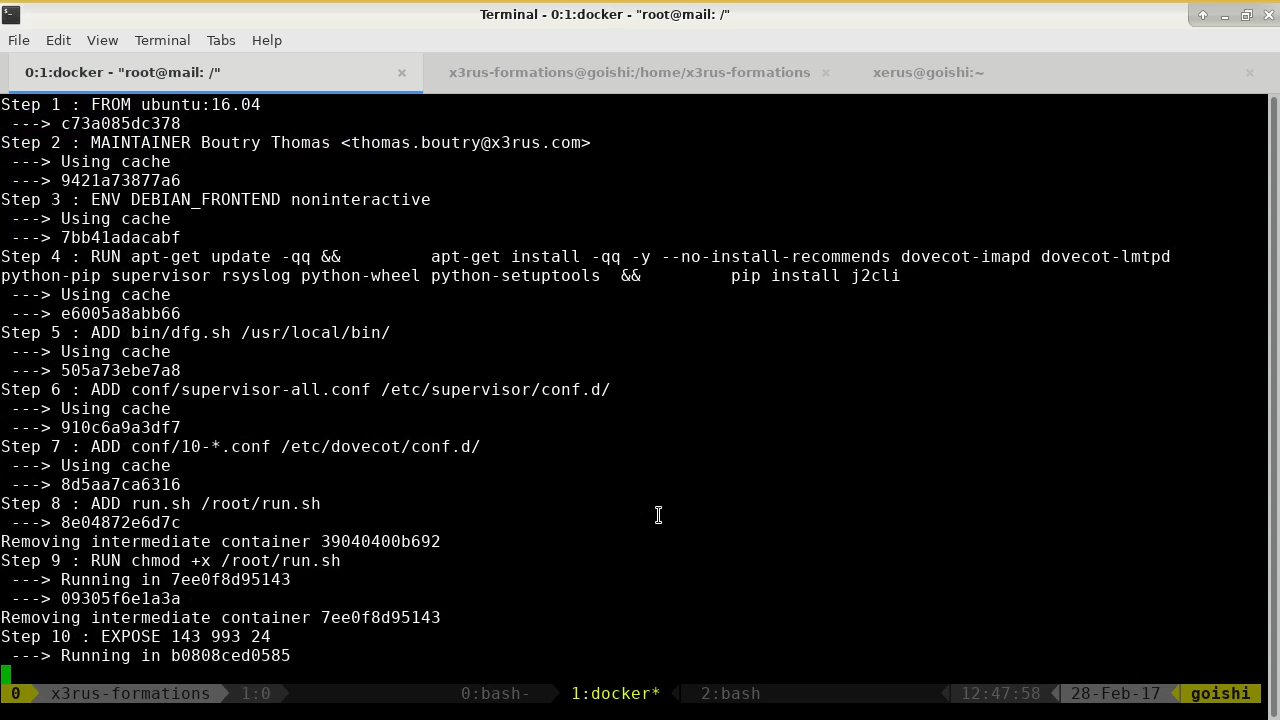 Terminal - 0:1:docker - "root@mail: /"
File Edit View Terminal Tabs Help
0:1:docker - "root@mail: /" x3rus-formations@goishi:/home/x3rus-formations xerus@goishi:~
Step 1 : FROM ubuntu:16.04
 ---> c73a085dc378
Step 2 : MAINTAINER Boutry Thomas <thomas.boutry@x3rus.com>
 ---> Using cache
 ---> 9421a73877a6
Step 3 : ENV DEBIAN_FRONTEND noninteractive
 ---> Using cache
 ---> 7bb41adacabf
Step 4 : RUN apt-get update -qq &&         apt-get install -qq -y --no-install-recommends dovecot-imapd dovecot-lmtpd
python-pip supervisor rsyslog python-wheel python-setuptools  &&         pip install j2cli
 ---> Using cache
 ---> e6005a8abb66
Step 5 : ADD bin/dfg.sh /usr/local/bin/
 ---> Using cache
 ---> 505a73ebe7a8
Step 6 : ADD conf/supervisor-all.conf /etc/supervisor/conf.d/
 ---> Using cache
 ---> 910c6a9a3df7
Step 7 : ADD conf/10-*.conf /etc/dovecot/conf.d/
 ---> Using cache
 ---> 8d5aa7ca6316
Step 8 : ADD run.sh /root/run.sh
 ---> 8e04872e6d7c
Removing intermediate container 39040400b692
Step 9 : RUN chmod +x /root/run.sh
 ---> Running in 7ee0f8d95143
 ---> 09305f6e1a3a
Removing intermediate container 7ee0f8d95143
Step 10 : EXPOSE 143 993 24
 ---> Running in b0808ced0585
0 x3rus-formations 1:0 0:bash- 1:docker* 2:bash 12:47:58 28-Feb-17 goishi